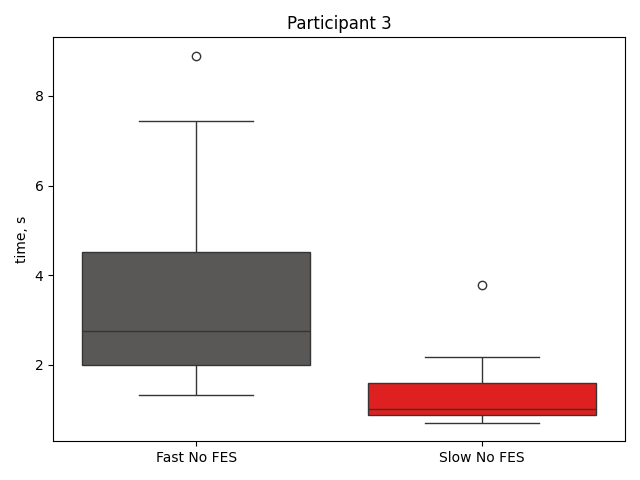 Participant 3
time, s
8
6
4
2
Fast No FES
Slow No FES